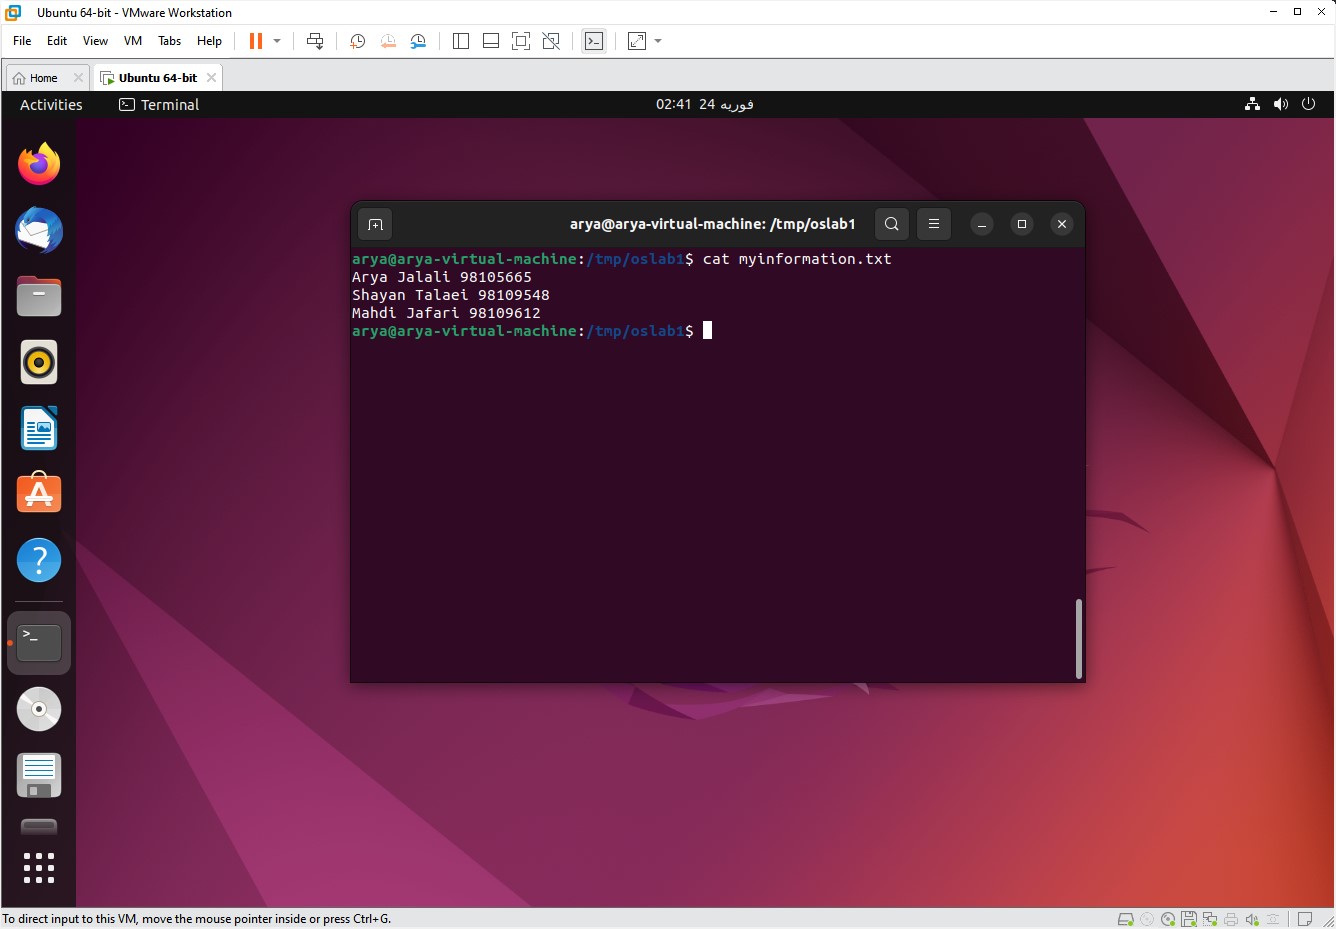 Ubuntu 64-bit - VMware Workstation
File Edit View VM Tabs Help
Home Ubuntu 64-bit
Activities Terminal 02:41 24 فوریه
arya@arya-virtual-machine: /tmp/oslab1
arya@arya-virtual-machine:/tmp/oslab1$ cat myinformation.txt
Arya Jalali 98105665
Shayan Talaei 98109548
Mahdi Jafari 98109612
arya@arya-virtual-machine:/tmp/oslab1$
To direct input to this VM, move the mouse pointer inside or press Ctrl+G.